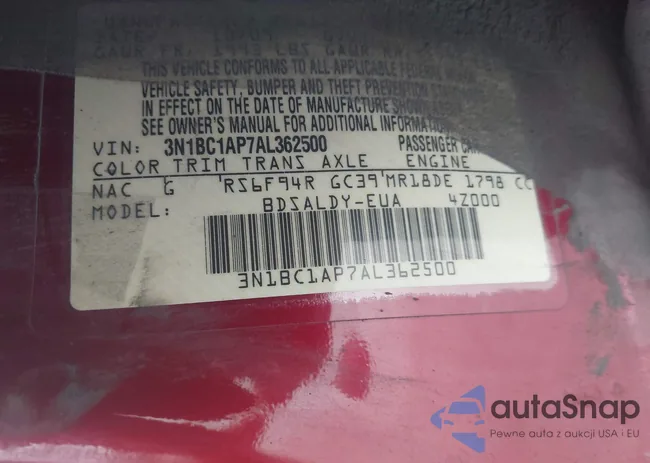 THIS VEHICLE CONFORMS TO ALL APPLICABLE FEDERAL
VEHICLE SAFETY, BUMPER AND THEFT PREVENTION
IN EFFECT ON THE DATE OF MANUFACTURE SHOWN
SEE OWNER'S MANUAL FOR ADDITIONAL INFORMATION
VIN: 3N1BC1AP7AL362500 PASSENGER CAR
COLOR TRIM TRANS AXLE ENGINE
NAC G RS6F94R GC39 MR18DE 1798 CC
MODEL: BDSALDY-EUA 4Z000
3N1BC1AP7AL362500
autaSnap
Pewne auta z aukcji USA i EU